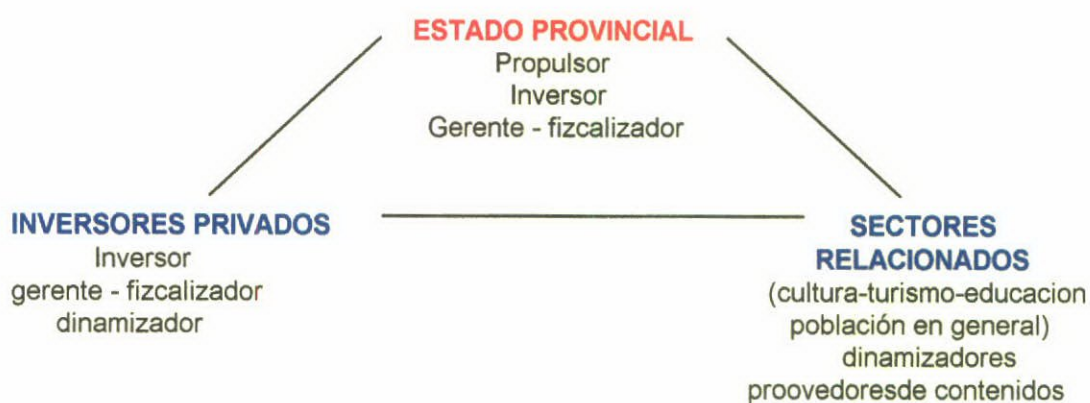 ESTADO PROVINCIAL
Propulsor
Inversor
Gerente - fizcalizador
INVERSORES PRIVADOS
Inversor
gerente - fizcalizador
dinamizador
SECTORES
RELACIONADOS
(cultura-turismo-educacion
población en general)
dinamizadores
proovedoresde contenidos